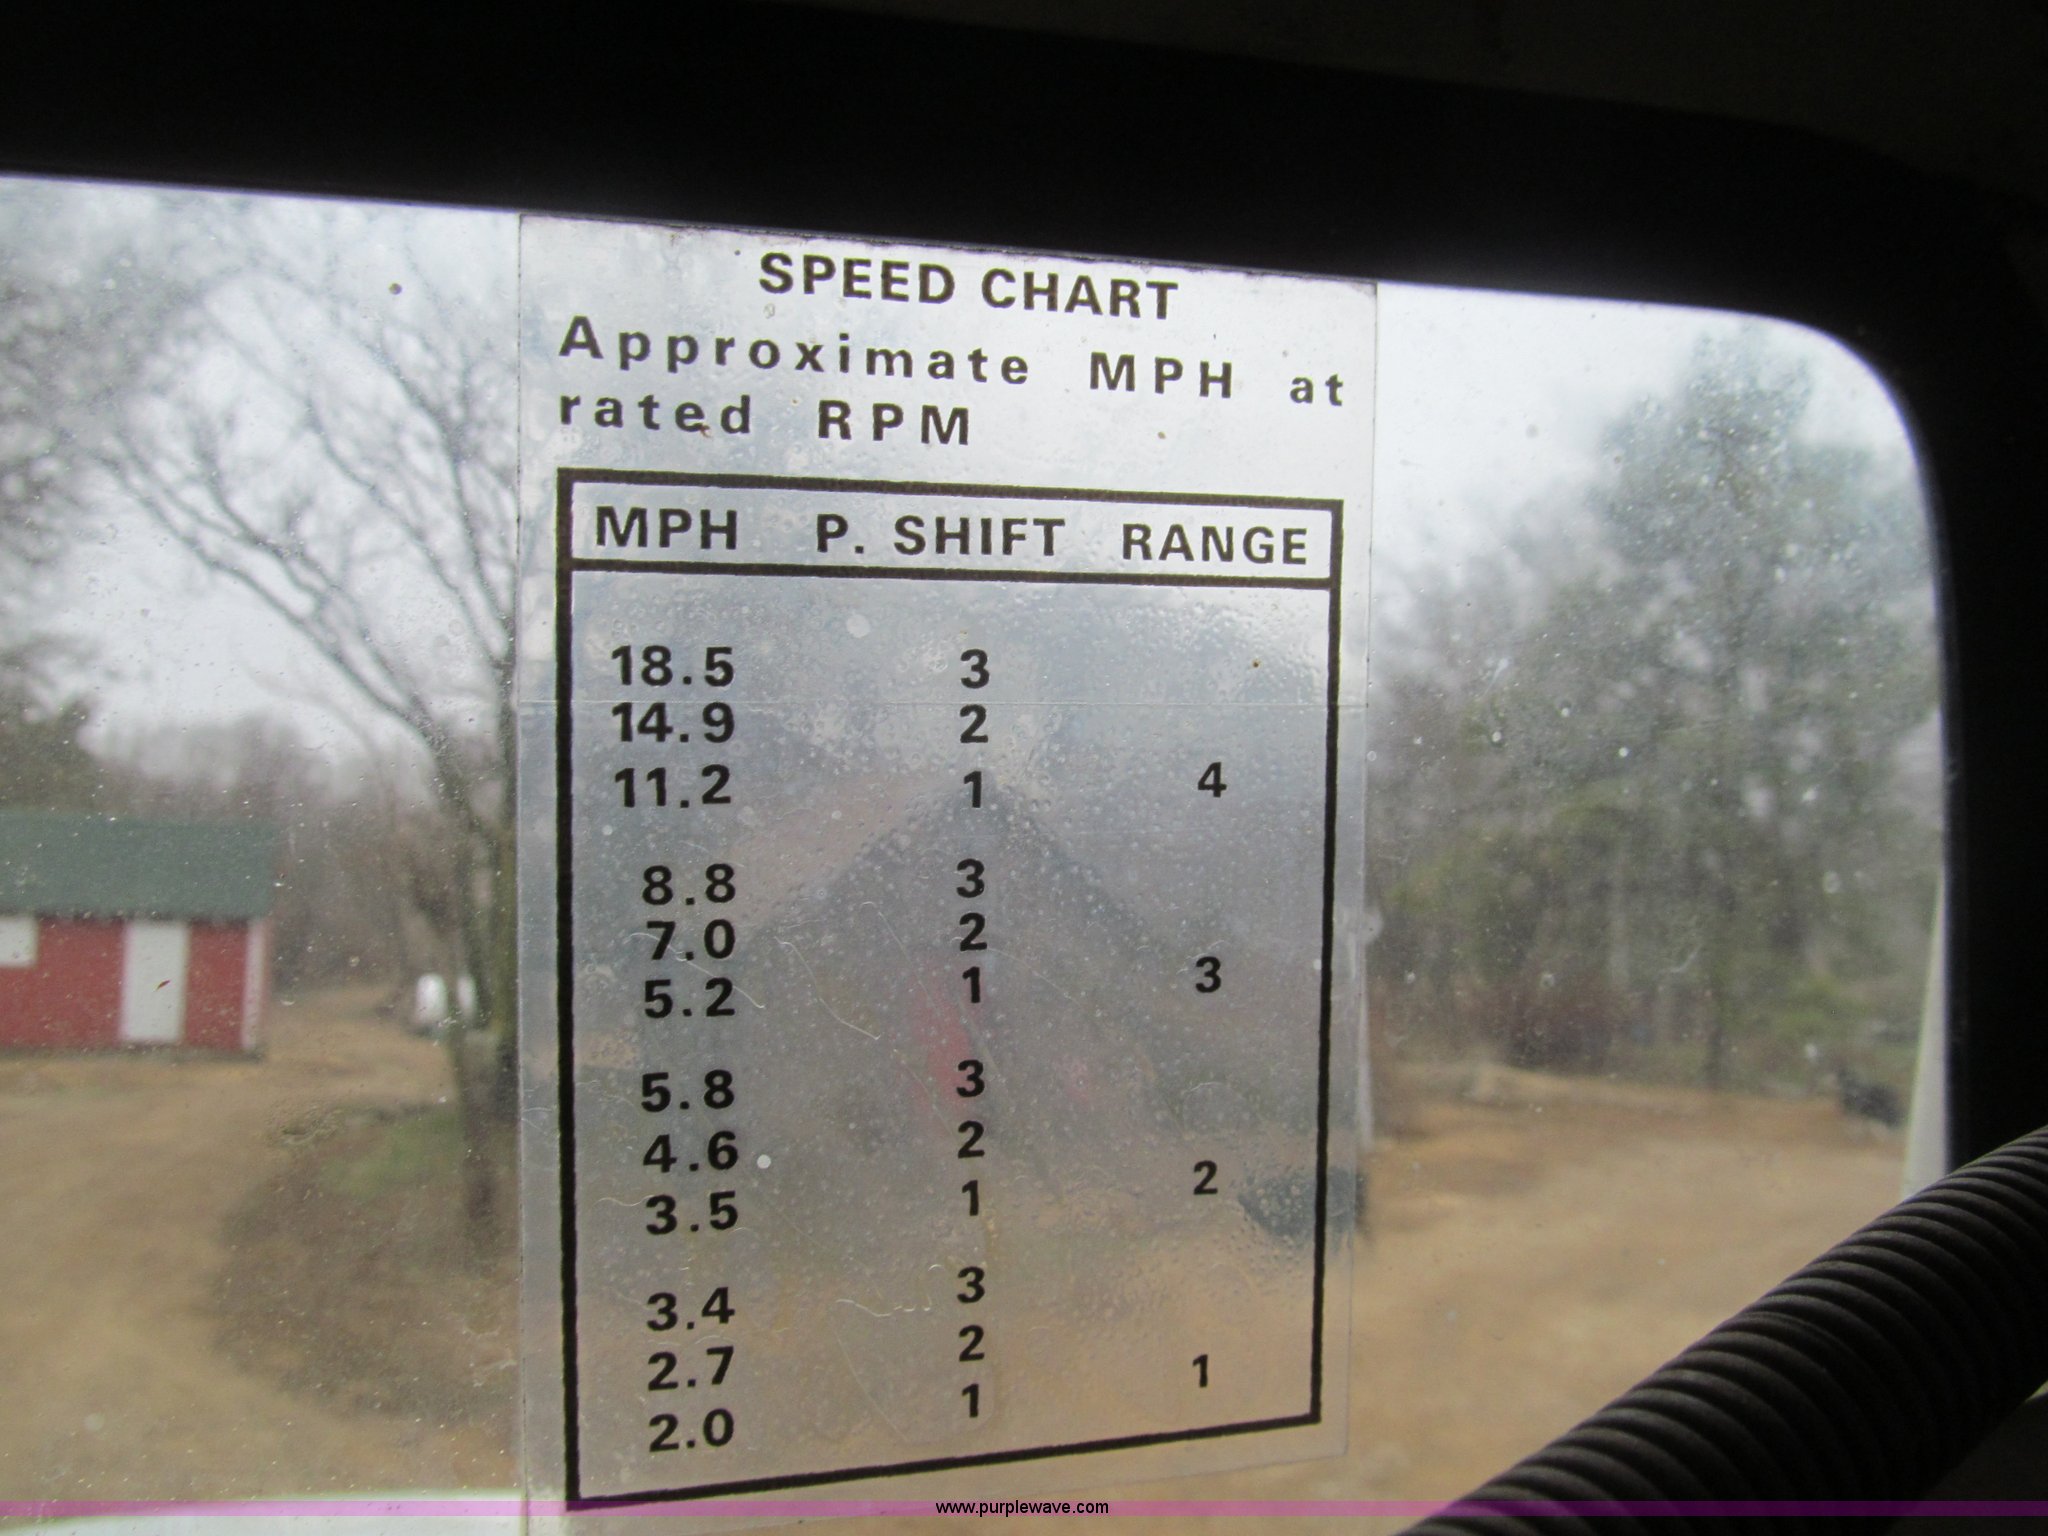 SPEED CHART
Approximate MPH at
rated RPM
MPH P. SHIFT RANGE
18.5 3
14.9 2
11.2 1 4
8.8 3
7.0 2
5.2 1 3
5.8 3
4.6 2
3.5 1 2
3.4 3
2.7 2
2.0 1 1
www.purplewave.com